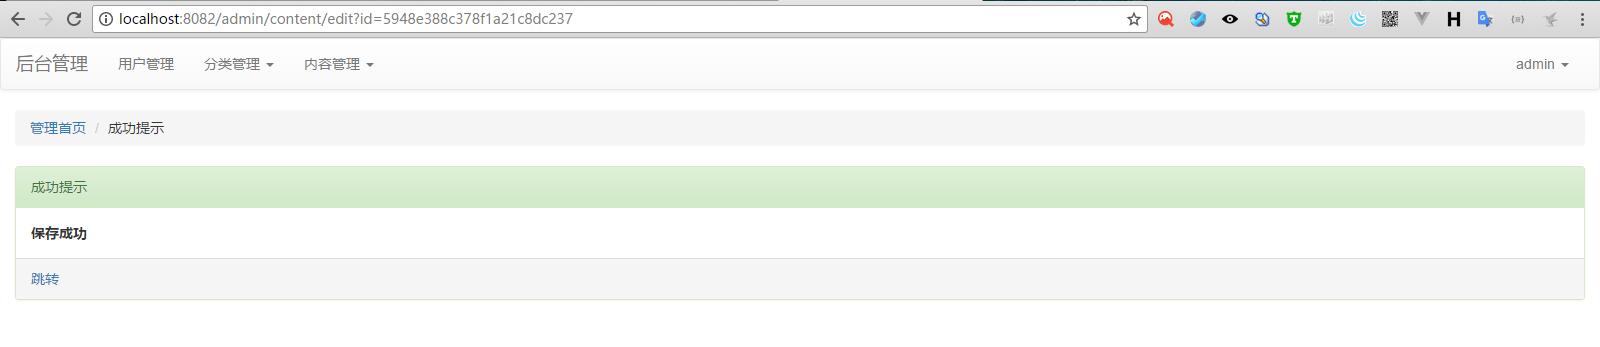 localhost:8082/admin/content/edit?id=5948e388c378f1a21c8dc237
后台管理 用户管理 分类管理 内容管理 admin
管理首页 / 成功提示
成功提示
保存成功
跳转